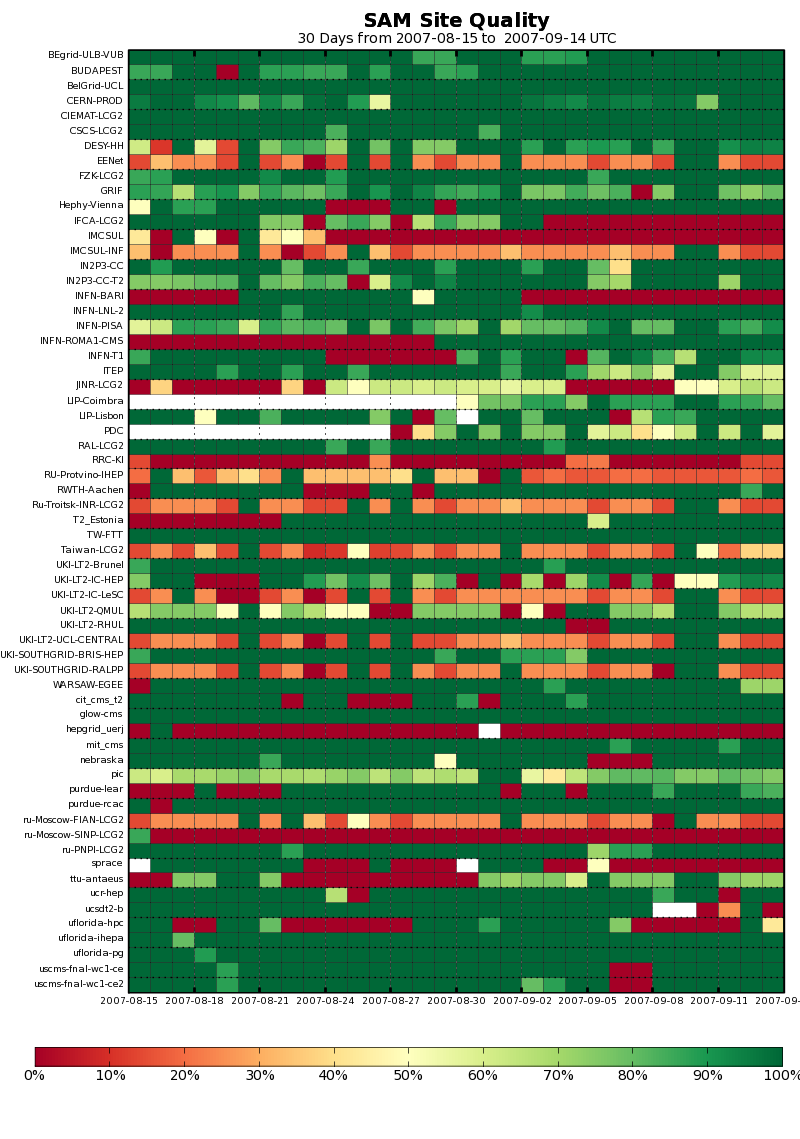 SAM Site Quality
30 Days from 2007-08-15 to 2007-09-14 UTC
BEgrid-ULB-VUB
BUDAPEST
BelGrid-UCL
CERN-PROD
CIEMAT-LCG2
CSCS-LCG2
DESY-HH
EENet
FZK-LCG2
GRIF
Hephy-Vienna
IFCA-LCG2
IMCSUL
IMCSUL-INF
IN2P3-CC
IN2P3-CC-T2
INFN-BARI
INFN-LNL-2
INFN-PISA
INFN-ROMA1-CMS
INFN-T1
ITEP
JINR-LCG2
LIP-Coimbra
LIP-Lisbon
PDC
RAL-LCG2
RRC-KI
RU-Protvino-IHEP
RWTH-Aachen
Ru-Troitsk-INR-LCG2
T2_Estonia
TW-FTT
Taiwan-LCG2
UKI-LT2-Brunel
UKI-LT2-IC-HEP
UKI-LT2-IC-LeSC
UKI-LT2-QMUL
UKI-LT2-RHUL
UKI-LT2-UCL-CENTRAL
UKI-SOUTHGRID-BRIS-HEP
UKI-SOUTHGRID-RALPP
WARSAW-EGEE
cit_cms_t2
glow-cms
hepgrid_uerj
mit_cms
nebraska
pic
purdue-lear
purdue-rcac
ru-Moscow-FIAN-LCG2
ru-Moscow-SINP-LCG2
ru-PNPI-LCG2
sprace
ttu-antaeus
ucr-hep
ucsdt2-b
uflorida-hpc
uflorida-ihepa
uflorida-pg
uscms-fnal-wc1-ce
uscms-fnal-wc1-ce2
2007-08-15 2007-08-18 2007-08-21 2007-08-24 2007-08-27 2007-08-30 2007-09-02 2007-09-05 2007-09-08 2007-09-11 2007-09-
0% 10% 20% 30% 40% 50% 60% 70% 80% 90% 100%